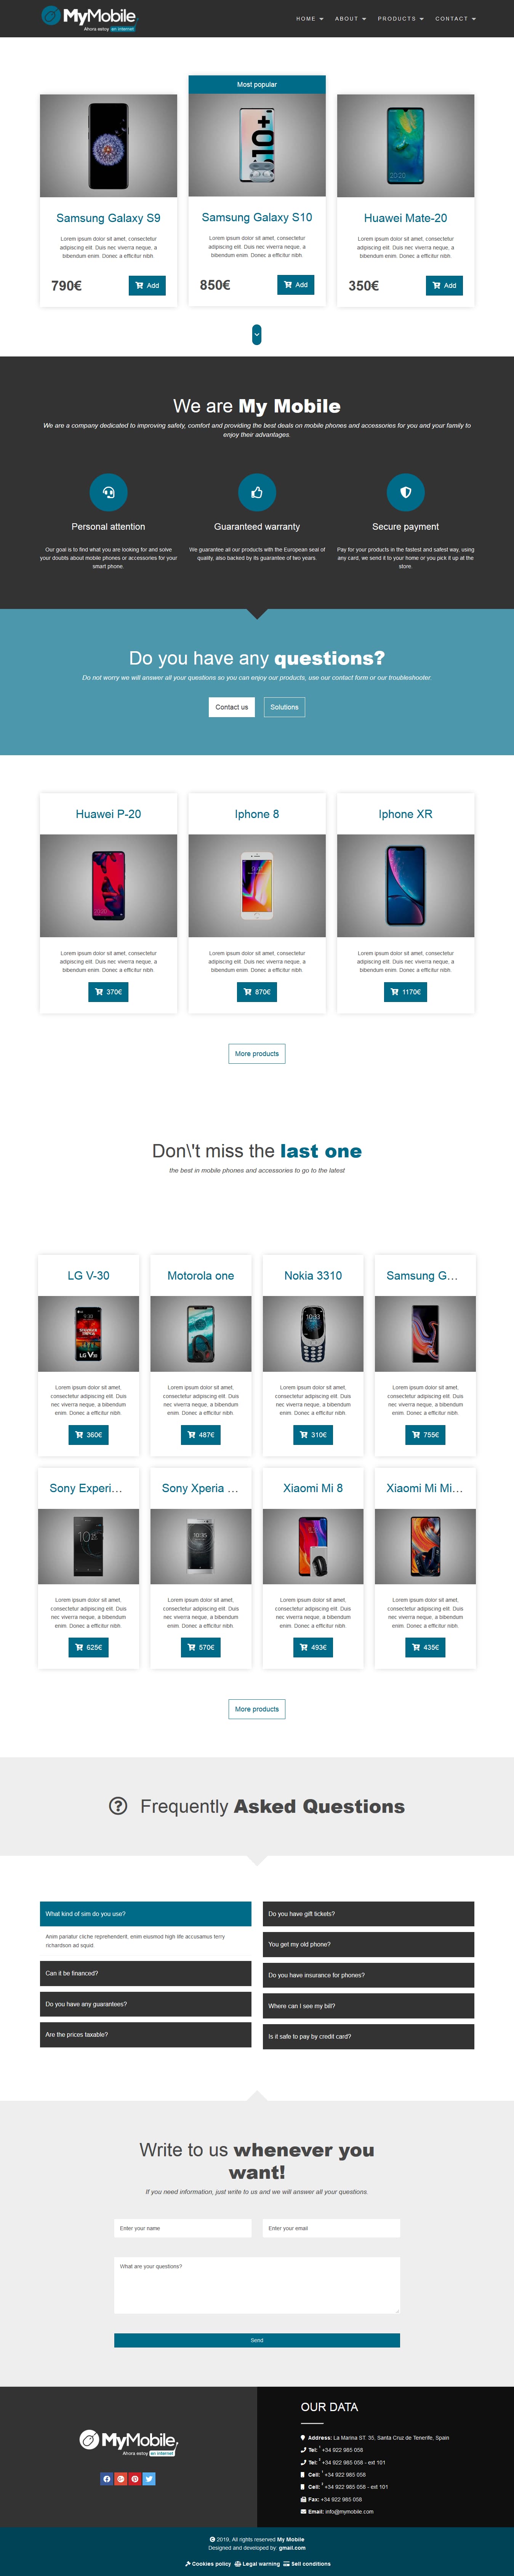 MyMobile
Ahora estoy en internet
HOME ABOUT PRODUCTS CONTACT
Most popular
10+
20:20
Samsung Galaxy S9
Lorem ipsum dolor sit amet, consectetur
adipiscing elit. Duis nec viverra neque, a
bibendum enim. Donec a efficitur nibh.
790€ Add
Samsung Galaxy S10
Lorem ipsum dolor sit amet, consectetur
adipiscing elit. Duis nec viverra neque, a
bibendum enim. Donec a efficitur nibh.
850€ Add
Huawei Mate-20
Lorem ipsum dolor sit amet, consectetur
adipiscing elit. Duis nec viverra neque, a
bibendum enim. Donec a efficitur nibh.
350€ Add
We are My Mobile
We are a company dedicated to improving safety, comfort and providing the best deals on mobile phones and accessories for you and your family to
enjoy their advantages.
Personal attention
Our goal is to find what you are looking for and solve
your doubts about mobile phones or accessories for your
smart phone.
Guaranteed warranty
We guarantee all our products with the European seal of
quality, also backed by its guarantee of two years.
Secure payment
Pay for your products in the fastest and safest way, using
any card, we send it to your home or you pick it up at the
store.
Do you have any questions?
Do not worry we will answer all your questions so you can enjoy our products, use our contact form or our troubleshooter.
Contact us Solutions
Huawei P-20
Lorem ipsum dolor sit amet, consectetur
adipiscing elit. Duis nec viverra neque, a
bibendum enim. Donec a efficitur nibh.
370€
Iphone 8
Lorem ipsum dolor sit amet, consectetur
adipiscing elit. Duis nec viverra neque, a
bibendum enim. Donec a efficitur nibh.
870€
Iphone XR
Lorem ipsum dolor sit amet, consectetur
adipiscing elit. Duis nec viverra neque, a
bibendum enim. Donec a efficitur nibh.
1170€
More products
Don\'t miss the last one
the best in mobile phones and accessories to go to the latest
LG V-30
LG V30
Lorem ipsum dolor sit amet,
consectetur adipiscing elit. Duis
nec viverra neque, a bibendum
enim. Donec a efficitur nibh.
360€
Motorola one
Lorem ipsum dolor sit amet,
consectetur adipiscing elit. Duis
nec viverra neque, a bibendum
enim. Donec a efficitur nibh.
487€
Nokia 3310
10:33
Lorem ipsum dolor sit amet,
consectetur adipiscing elit. Duis
nec viverra neque, a bibendum
enim. Donec a efficitur nibh.
310€
Samsung G…
Lorem ipsum dolor sit amet,
consectetur adipiscing elit. Duis
nec viverra neque, a bibendum
enim. Donec a efficitur nibh.
755€
Sony Experi…
Lorem ipsum dolor sit amet,
consectetur adipiscing elit. Duis
nec viverra neque, a bibendum
enim. Donec a efficitur nibh.
625€
Sony Xperia …
10:35
Lorem ipsum dolor sit amet,
consectetur adipiscing elit. Duis
nec viverra neque, a bibendum
enim. Donec a efficitur nibh.
570€
Xiaomi Mi 8
Lorem ipsum dolor sit amet,
consectetur adipiscing elit. Duis
nec viverra neque, a bibendum
enim. Donec a efficitur nibh.
493€
Xiaomi Mi Mi…
Lorem ipsum dolor sit amet,
consectetur adipiscing elit. Duis
nec viverra neque, a bibendum
enim. Donec a efficitur nibh.
435€
More products
Frequently Asked Questions
What kind of sim do you use?
Anim pariatur cliche reprehenderit, enim eiusmod high life accusamus terry
richardson ad squid.
Can it be financed?
Do you have any guarantees?
Are the prices taxable?
Do you have gift tickets?
You get my old phone?
Do you have insurance for phones?
Where can I see my bill?
Is it safe to pay by credit card?
Write to us whenever you
want!
If you need information, just write to us and we will answer all your questions.
Enter your name
Enter your email
What are your questions?
Send
MyMobile
Ahora estoy en internet
OUR DATA
Address: La Marina ST. 35, Santa Cruz de Tenerife, Spain
Tel: 1 +34 922 985 058
Tel: 2 +34 922 985 058 - ext 101
Cell: 1 +34 922 985 058
Cell: 2 +34 922 985 058 - ext 101
Fax: +34 922 985 058
Email: info@mymobile.com
2019, All rights reserved My Mobile
Designed and developed by: gmail.com
Cookies policy Legal warning Sell conditions